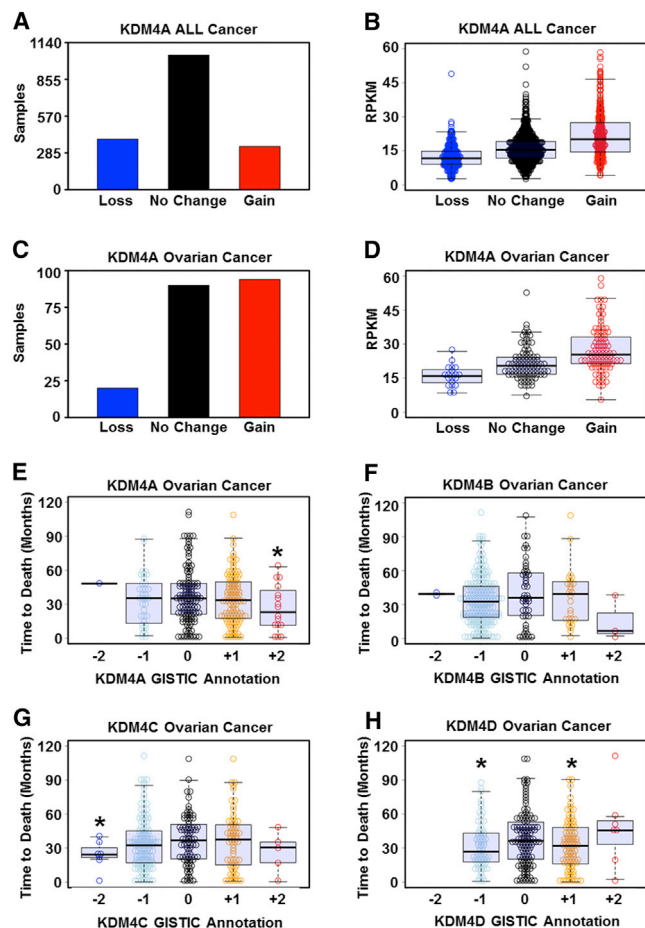 A
KDM4A ALL Cancer
1140
855
570
285
0
Samples
Loss No Change Gain
B
KDM4A ALL Cancer
60
45
30
15
0
RPKM
Loss No Change Gain
C
KDM4A Ovarian Cancer
100
75
50
25
0
Samples
Loss No Change Gain
D
KDM4A Ovarian Cancer
60
45
30
15
0
RPKM
Loss No Change Gain
E
KDM4A Ovarian Cancer
120
90
60
30
0
Time to Death (Months)
*
-2 -1 0 +1 +2
KDM4A GISTIC Annotation
F
KDM4B Ovarian Cancer
120
90
60
30
0
Time to Death (Months)
-2 -1 0 +1 +2
KDM4B GISTIC Annotation
G
KDM4C Ovarian Cancer
120
90
60
30
0
Time to Death (Months)
*
-2 -1 0 +1 +2
KDM4C GISTIC Annotation
H
KDM4D Ovarian Cancer
120
90
60
30
0
Time to Death (Months)
* *
-2 -1 0 +1 +2
KDM4D GISTIC Annotation